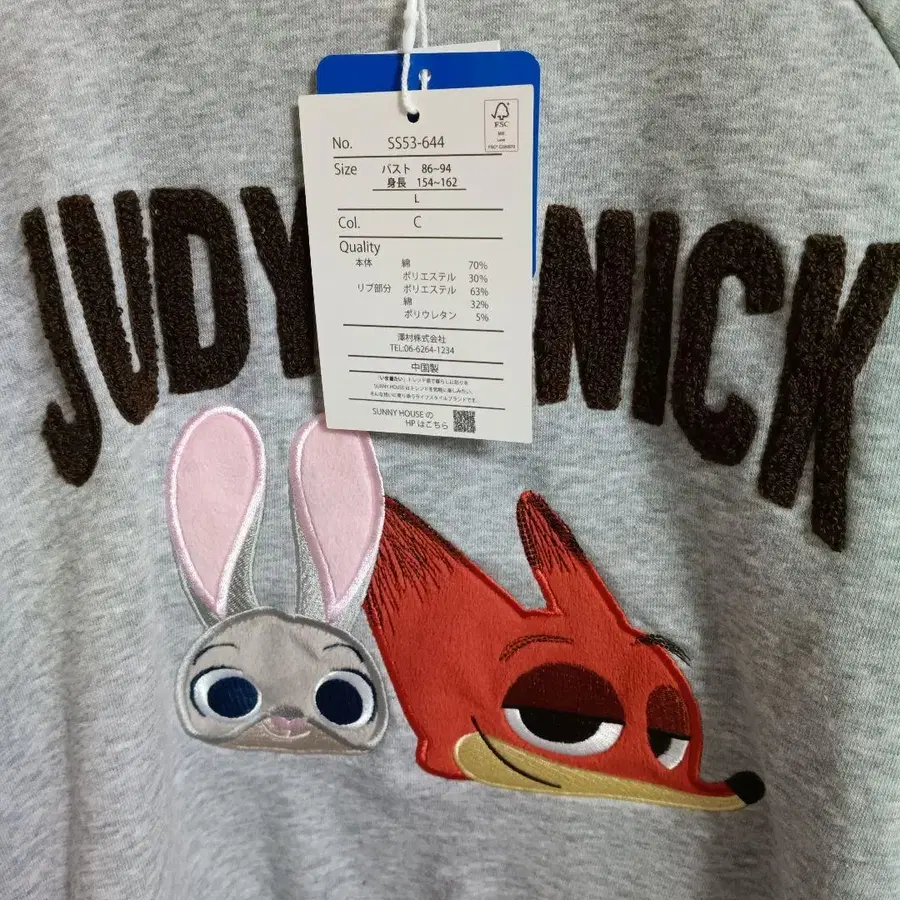 JUDY
NICK
FSC
No. SS53-644
Size バスト 86~94
身長 154~162
L
Col. C
Quality
本体 綿 70%
ポリエステル 30%
リブ部分 ポリエステル 63%
綿 32%
ポリウレタン 5%
澤村株式会社
TEL:06-6264-1234
中国製
SUNNY HOUSE の
HP はこちら